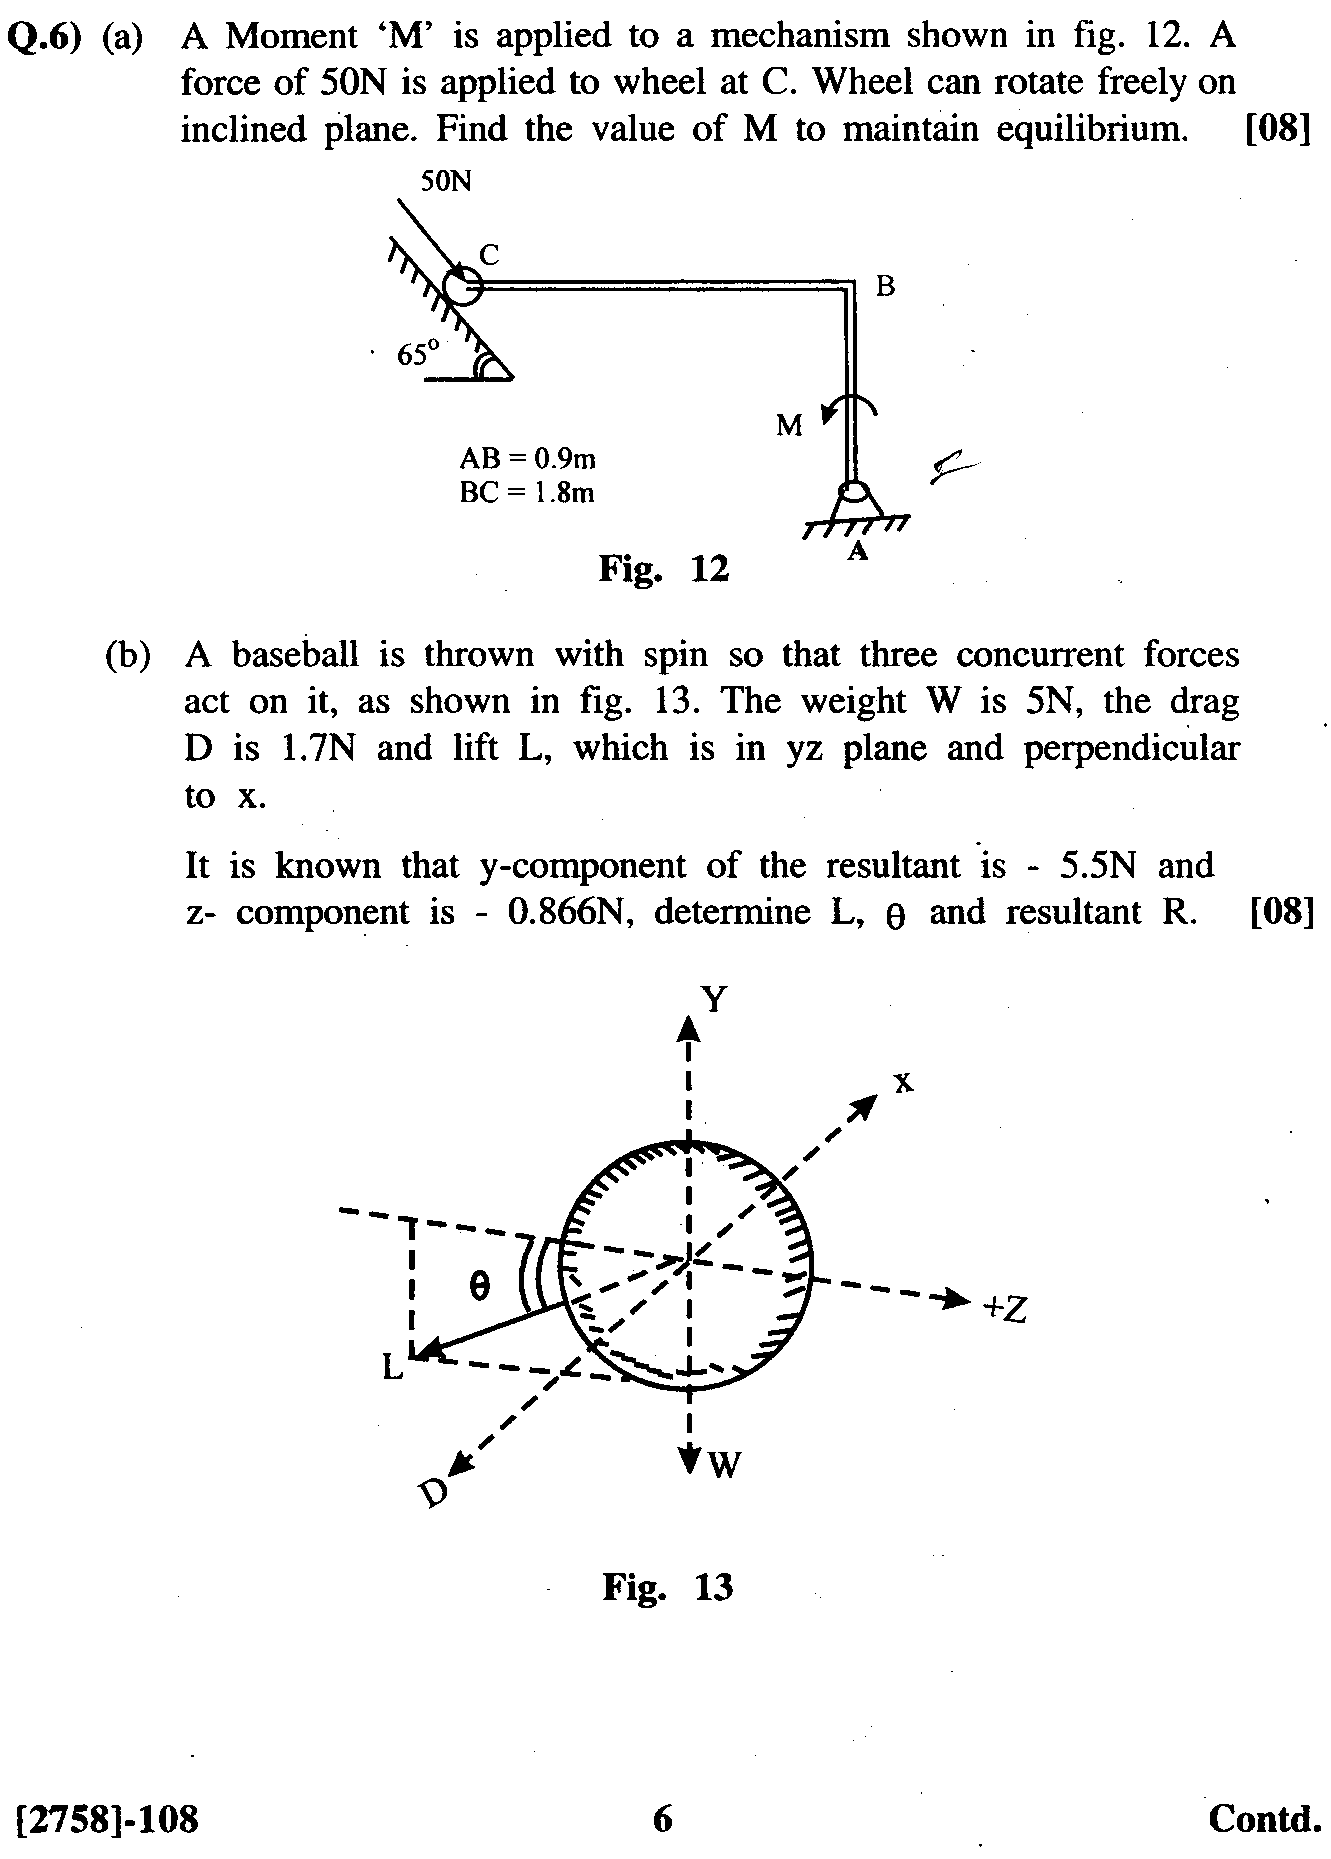 Q.6) (a) A Moment ‘M’ is applied to a mechanism shown in fig. 12. A
force of 50N is applied to wheel at C. Wheel can rotate freely on
inclined plane. Find the value of M to maintain equilibrium. [08]
50N
C
B
65°
M
AB = 0.9m
BC = 1.8m
A
Fig. 12
(b) A baseball is thrown with spin so that three concurrent forces
act on it, as shown in fig. 13. The weight W is 5N, the drag
D is 1.7N and lift L, which is in yz plane and perpendicular
to x.
It is known that y-component of the resultant is - 5.5N and
z- component is - 0.866N, determine L, θ and resultant R. [08]
Y
x
θ
+Z
L
W
D
Fig. 13
[2758]-108 6 Contd.